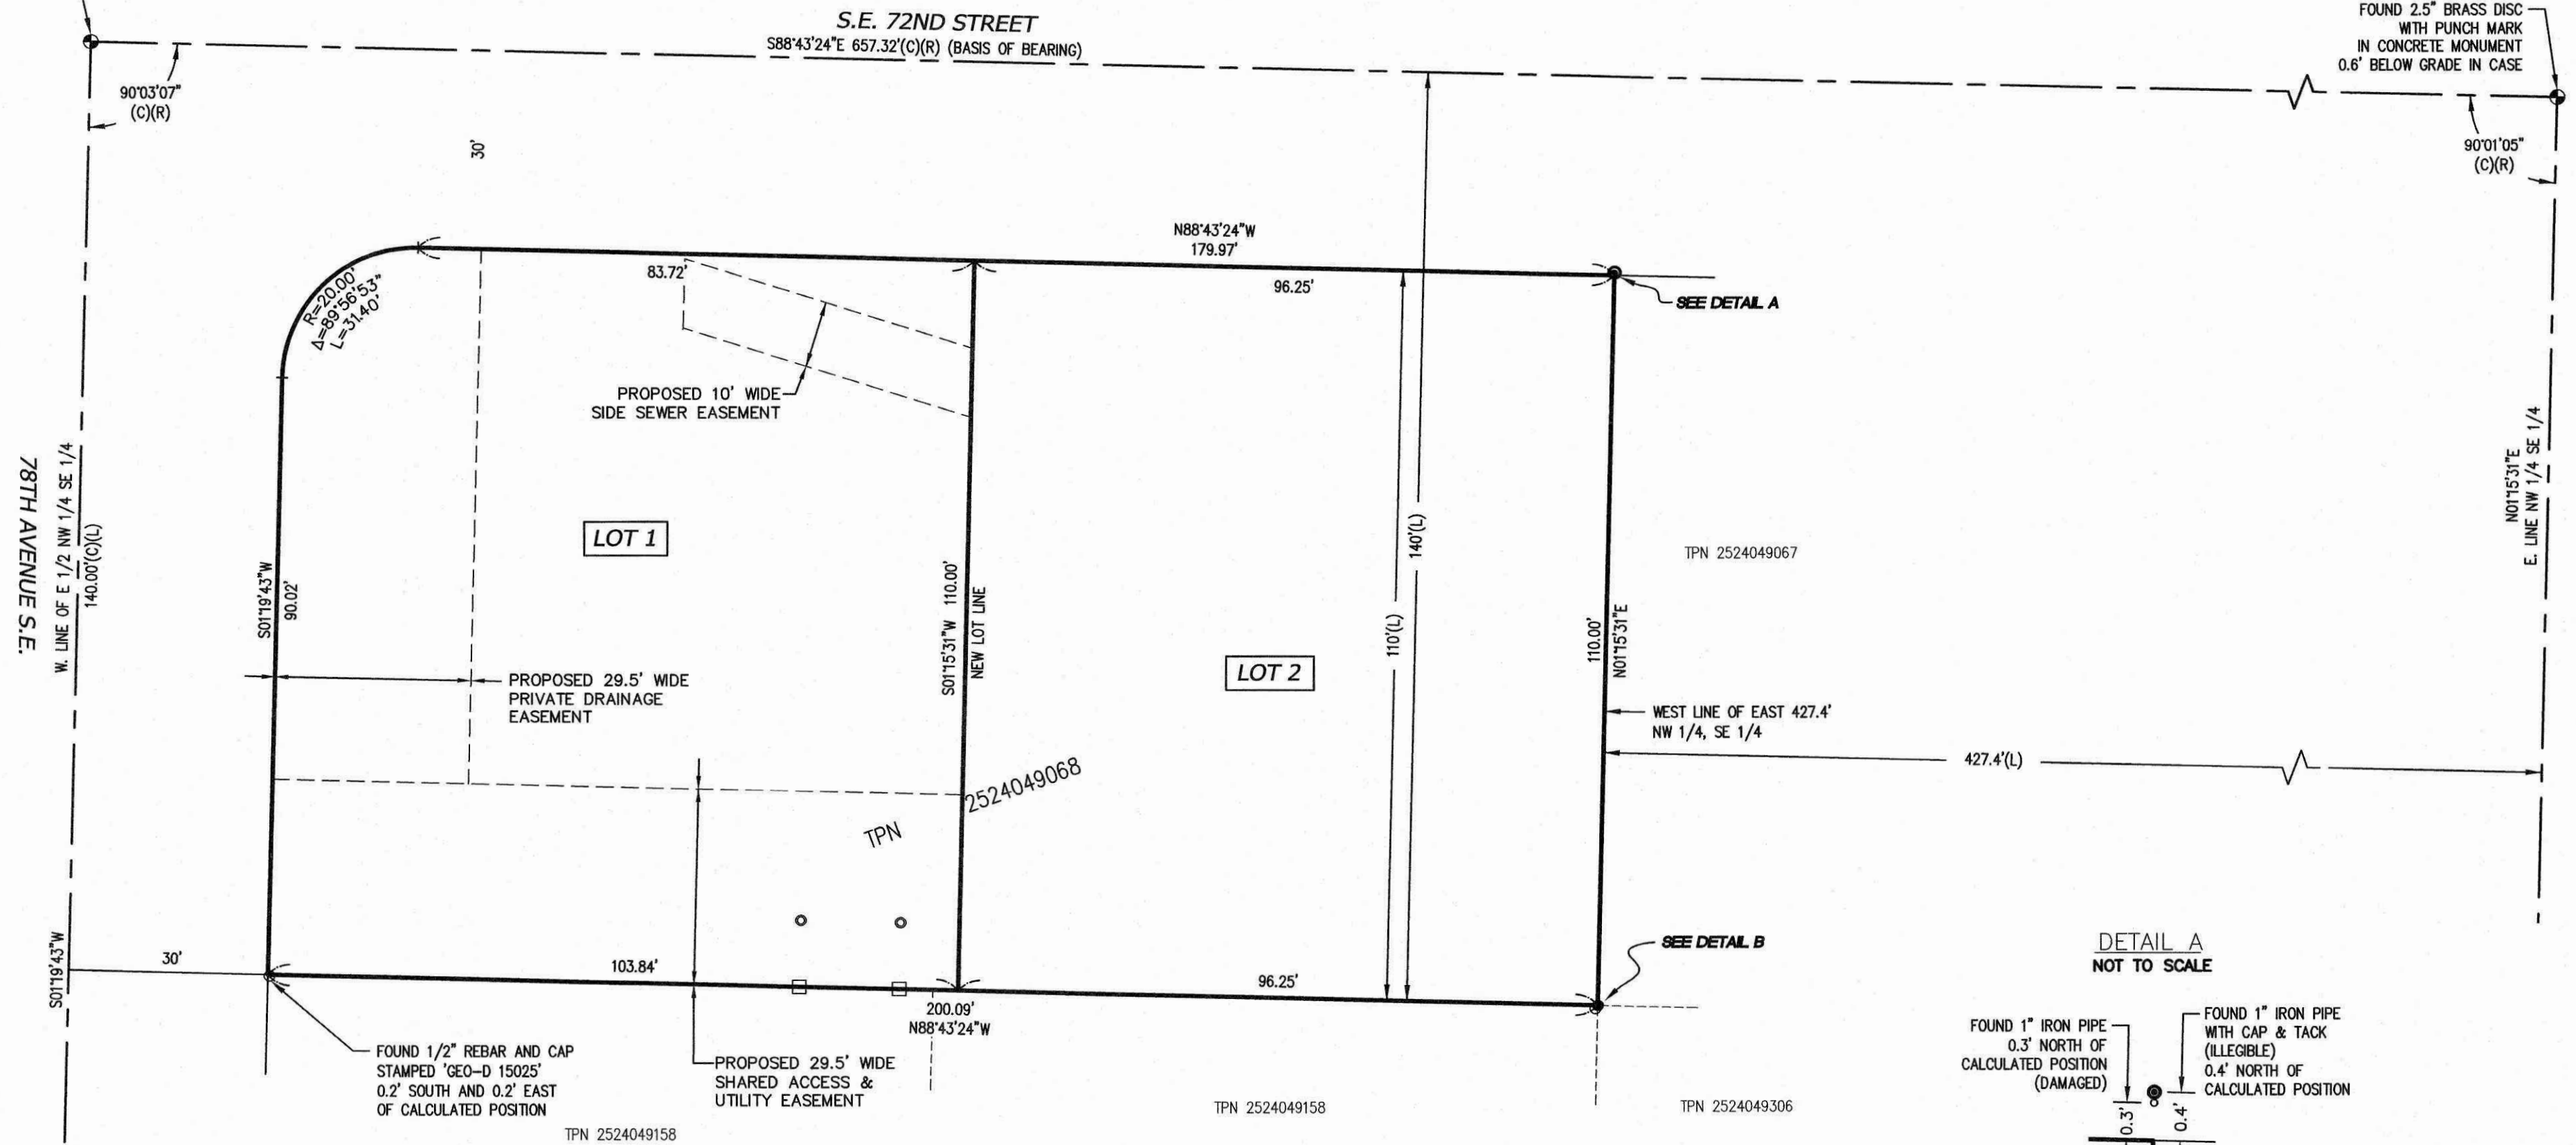 S.E. 72ND STREET
S88°43'24"E 657.32'(C)(R) (BASIS OF BEARING)
FOUND 2.5" BRASS DISC
WITH PUNCH MARK
IN CONCRETE MONUMENT
0.6' BELOW GRADE IN CASE
90°03'07"
(C)(R)
90°01'05"
(C)(R)
30'
N88°43'24"W
179.97'
83.72'
96.25'
SEE DETAIL A
R=20.00'
Δ=89°56'53"
L=31.40'
PROPOSED 10' WIDE
SIDE SEWER EASEMENT
78TH AVENUE S.E.
W. LINE OF E 1/2 NW 1/4 SE 1/4
140.00'(C)(L)
S01°19'43"W
90.02'
LOT 1
S01°15'31"W 110.00'
NEW LOT LINE
110'(L)
140'(L)
TPN 2524049067
N01°15'31"E
E. LINE NW 1/4 SE 1/4
LOT 2
110.00'
N01°15'31"E
PROPOSED 29.5' WIDE
PRIVATE DRAINAGE
EASEMENT
WEST LINE OF EAST 427.4'
NW 1/4, SE 1/4
427.4'(L)
TPN 2524049068
S01°19'43"W
30'
103.84'
96.25'
SEE DETAIL B
200.09'
N88°43'24"W
FOUND 1/2" REBAR AND CAP
STAMPED 'GEO-D 15025'
0.2' SOUTH AND 0.2' EAST
OF CALCULATED POSITION
PROPOSED 29.5' WIDE
SHARED ACCESS &
UTILITY EASEMENT
TPN 2524049158
TPN 2524049158
TPN 2524049306
DETAIL A
NOT TO SCALE
FOUND 1" IRON PIPE
0.3' NORTH OF
CALCULATED POSITION
(DAMAGED)
FOUND 1" IRON PIPE
WITH CAP & TACK
(ILLEGIBLE)
0.4' NORTH OF
CALCULATED POSITION
0.3'
0.4'